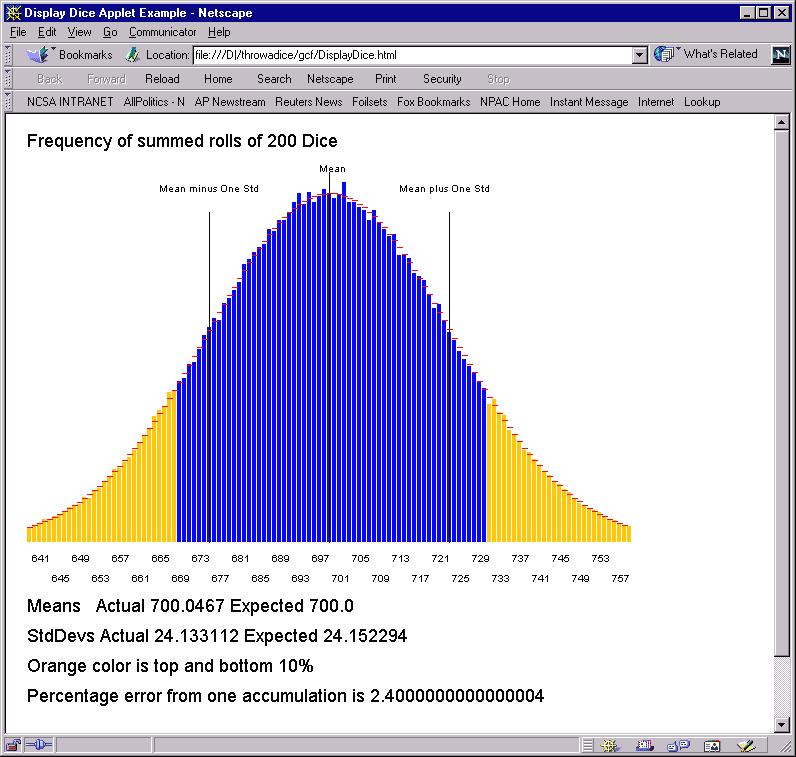 Display Dice Applet Example - Netscape
File Edit View Go Communicator Help
Bookmarks Location: file:///D|/throwadice/gcf/DisplayDice.html What's Related N
Back Forward Reload Home Search Netscape Print Security Stop
NCSA INTRANET AllPolitics - N AP Newstream Reuters News Foilsets Fox Bookmarks NPAC Home Instant Message Internet Lookup
Frequency of summed rolls of 200 Dice
Mean
Mean minus One Std Mean plus One Std
641 649 657 665 673 681 689 697 705 713 721 729 737 745 753
645 653 661 669 677 685 693 701 709 717 725 733 741 749 757
Means Actual 700.0467 Expected 700.0
StdDevs Actual 24.133112 Expected 24.152294
Orange color is top and bottom 10%
Percentage error from one accumulation is 2.4000000000000004